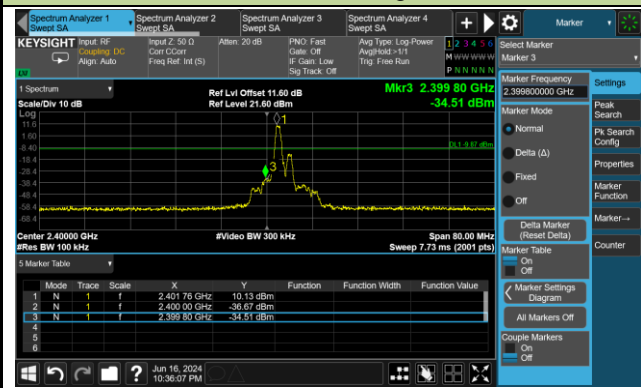 Spectrum Analyzer 1
Swept SA
Spectrum Analyzer 2
Swept SA
Spectrum Analyzer 3
Swept SA
Spectrum Analyzer 4
Swept SA
+
Marker
KEYSIGHT
Input: RF
Coupling: DC
Align: Auto
Input Z: 50 Ω
Corr CCorr
Freq Ref: Int (S)
Atten: 20 dB
PNO: Fast
Gate: Off
IF Gain: Low
Sig Track: Off
Avg Type: Log-Power
Avg|Hold:>1/1
Trig: Free Run
1 2 3 4 5 6
M W W W W W
P N N N N N
Select Marker
Marker 3
LXI
1 Spectrum
Scale/Div 10 dB
Ref Lvl Offset 11.60 dB
Ref Level 21.60 dBm
Mkr3 2.399 80 GHz
-34.51 dBm
Log
11.6
1.60
-8.40
-18.4
-28.4
-38.4
-48.4
-58.4
-68.4
1
3
DL1 -9.87 dBm
Center 2.40000 GHz
#Res BW 100 kHz
#Video BW 300 kHz
Span 80.00 MHz
Sweep 7.73 ms (2001 pts)
5 Marker Table
Mode Trace Scale X Y Function Function Width Function Value
1 N 1 f 2.401 76 GHz 10.13 dBm
2 N 1 f 2.400 00 GHz -36.67 dBm
3 N 1 f 2.399 80 GHz -34.51 dBm
4
5
6
Marker Frequency
2.399800000 GHz
Marker Mode
Normal
Delta (Δ)
Fixed
Off
Delta Marker
(Reset Delta)
Marker Table
On
Off
Marker Settings
Diagram
All Markers Off
Couple Markers
On
Off
Settings
Peak
Search
Pk Search
Config
Properties
Marker
Function
Marker→
Counter
?
Jun 16, 2024
10:36:07 PM